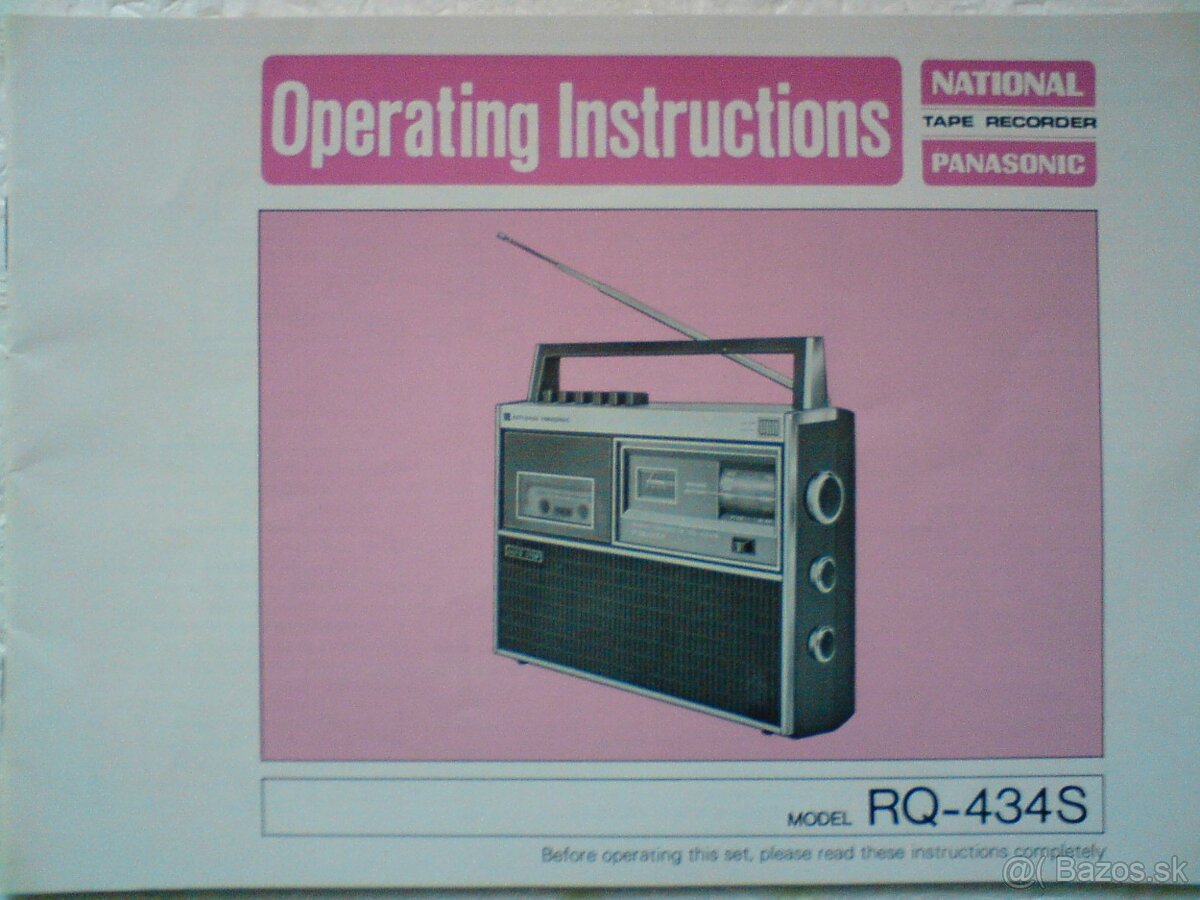 Operating Instructions
NATIONAL
TAPE RECORDER
PANASONIC
MODEL RQ-434S
Before operating this set, please read these instructions completely
@( Bazos.sk